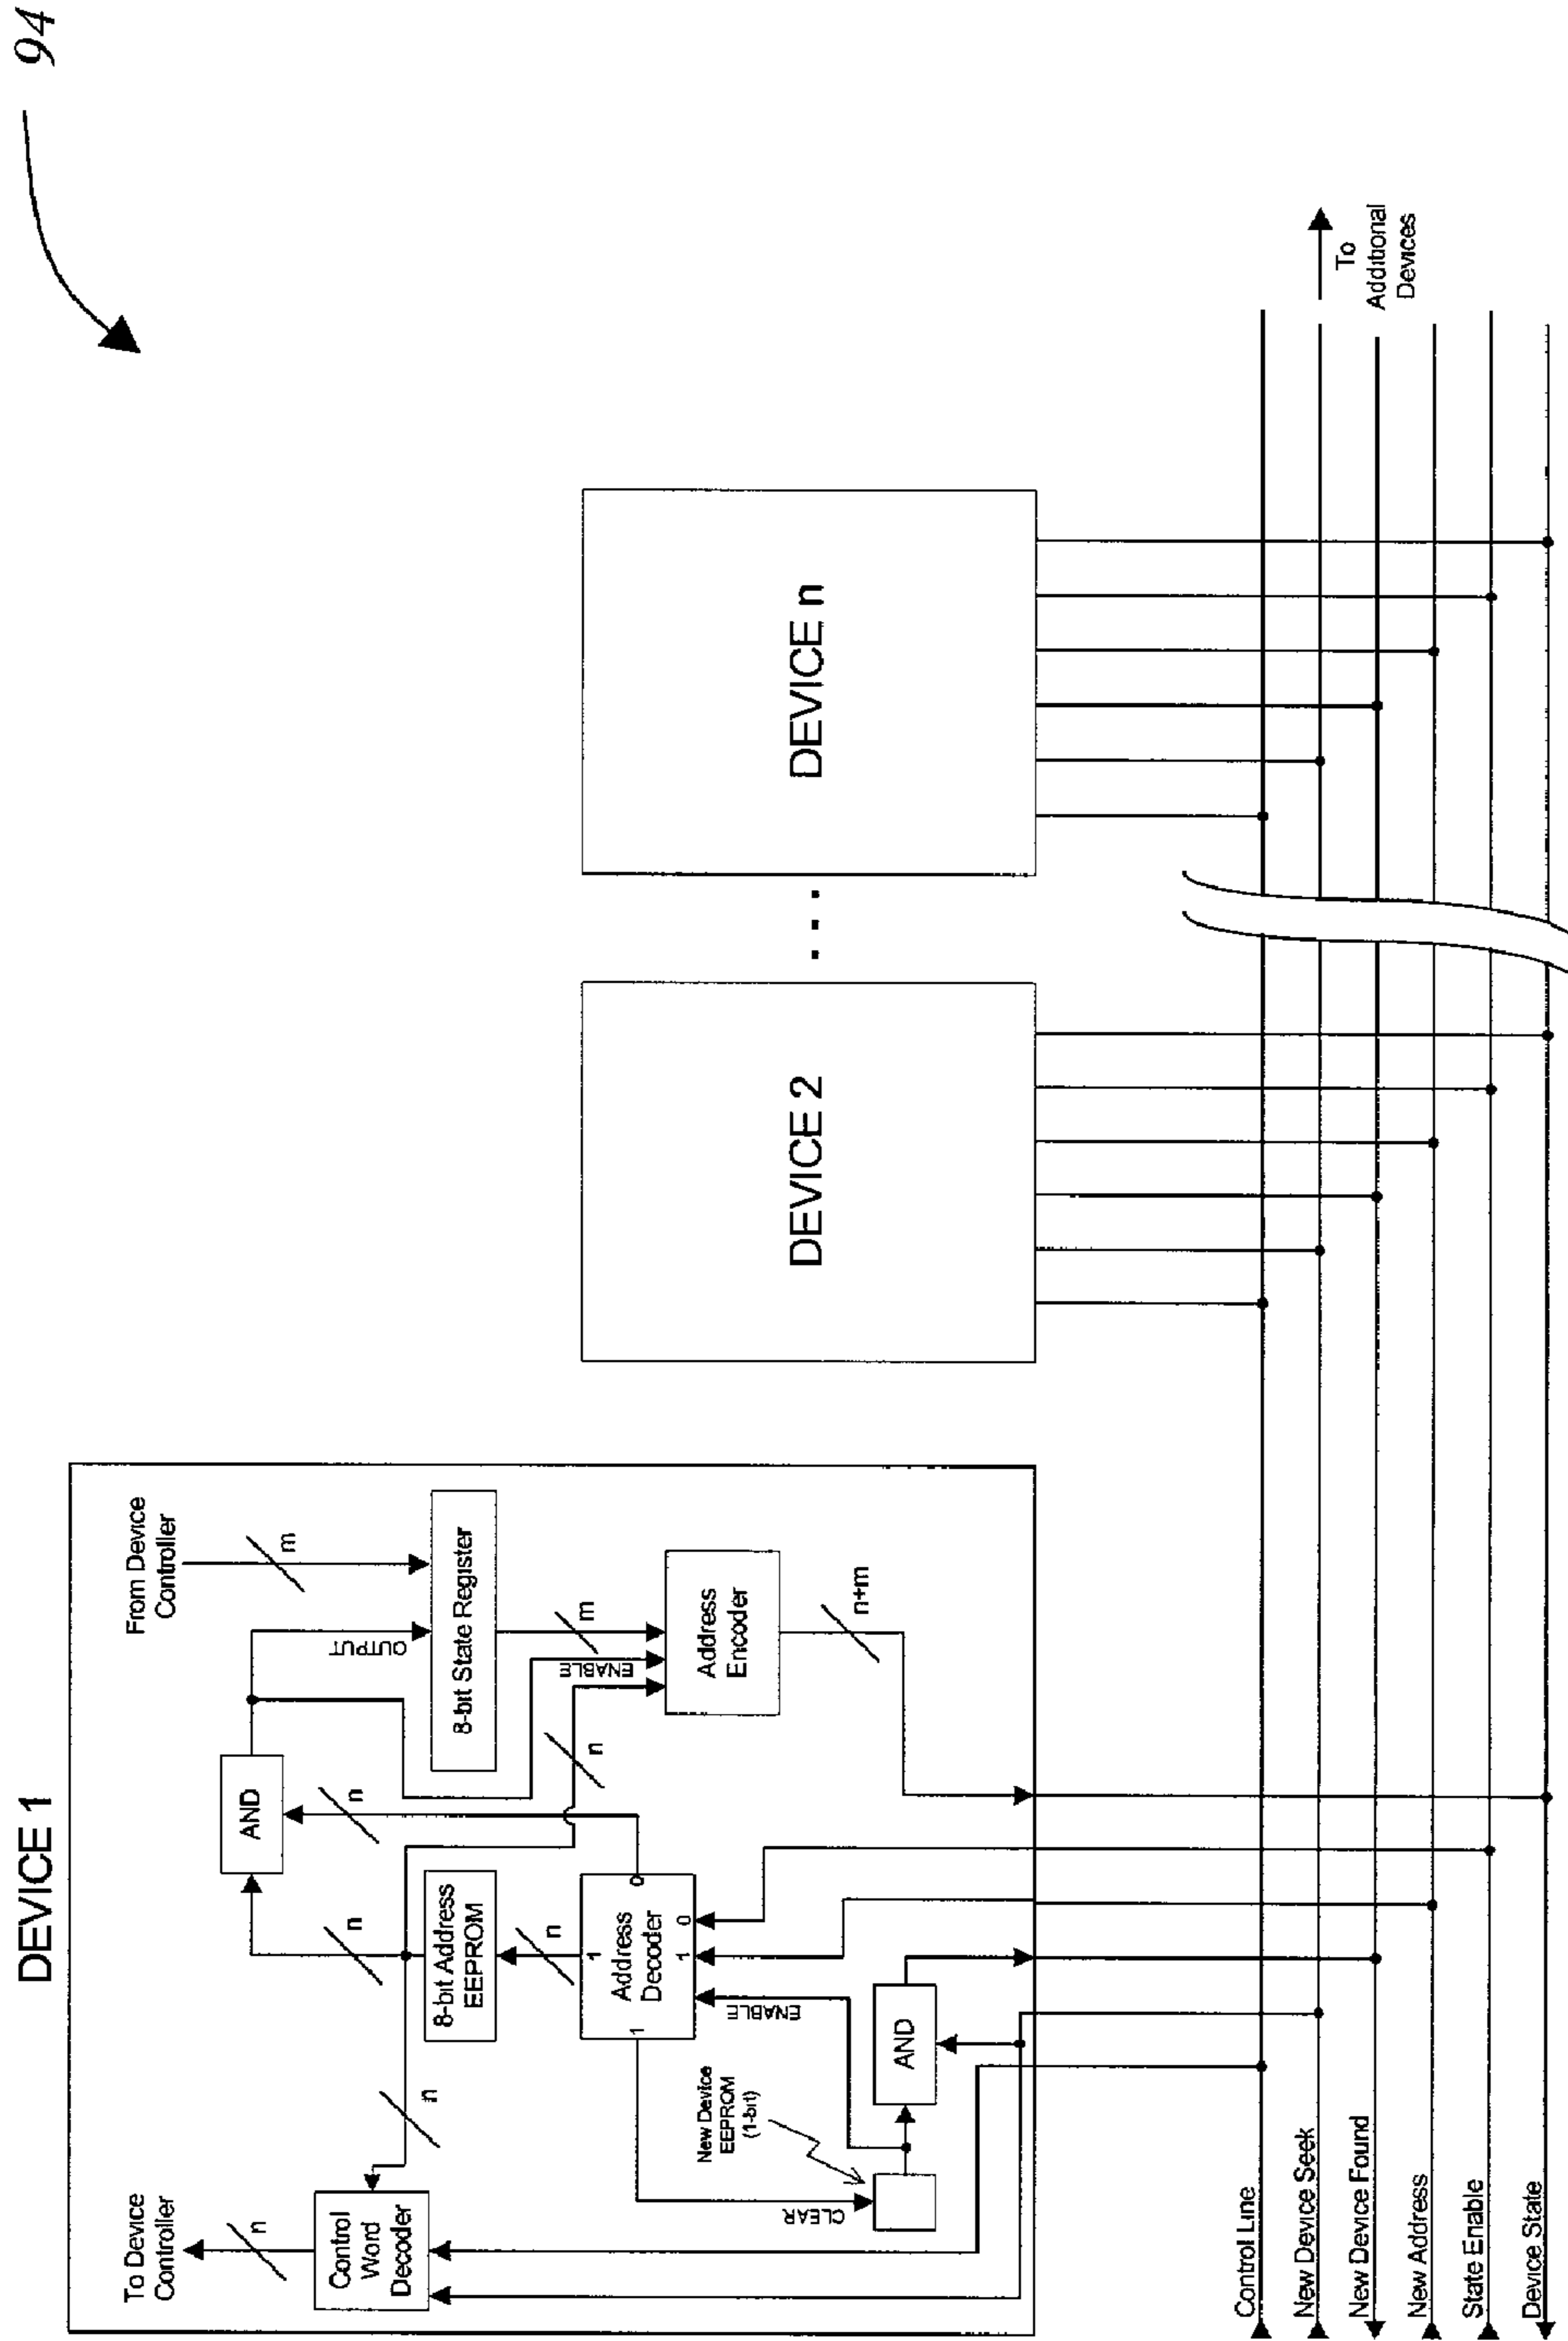 94
DEVICE 1
To Device
Controller
n
Control
Word
Decoder
n
n
8-bit Address
EEPROM
n
AND
n
OUTPUT
From Device
Controller
m
8-bit State Register
m
ENABLE
n
Address
Encoder
n+m
1
1
Address
Decoder
0
1
0
ENABLE
CLEAR
New Device
EEPROM
(1-bit)
AND
DEVICE 2
. . .
DEVICE n
Control Line
New Device Seek
New Device Found
New Address
State Enable
Device State
To
Additional
Devices